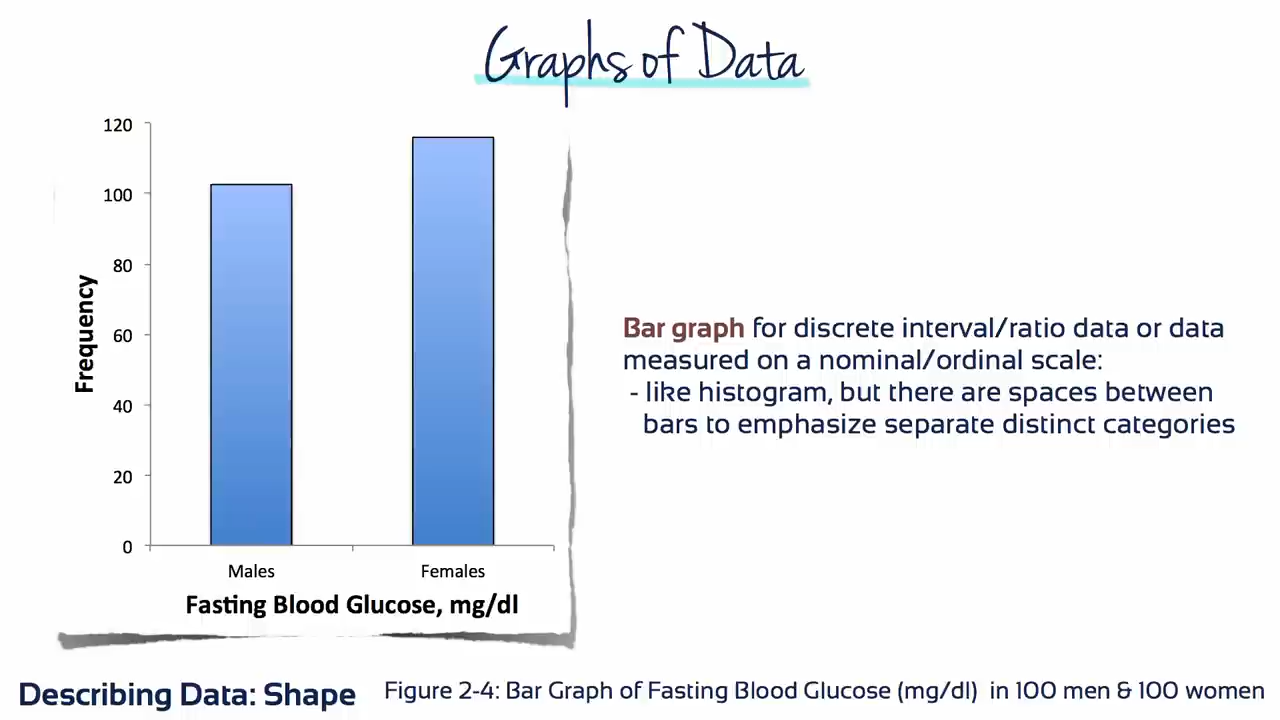 Graphs of Data
120
100
80
60
40
20
0
Frequency
Males Females
Fasting Blood Glucose, mg/dl
Bar graph for discrete interval/ratio data or data
measured on a nominal/ordinal scale:
- like histogram, but there are spaces between
bars to emphasize separate distinct categories
Describing Data: Shape
Figure 2-4: Bar Graph of Fasting Blood Glucose (mg/dl) in 100 men & 100 women